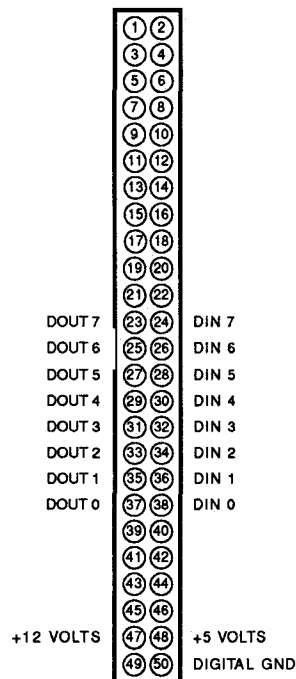 1 2
3 4
5 6
7 8
9 10
11 12
13 14
15 16
17 18
19 20
21 22
DOUT 7 23 24 DIN 7
DOUT 6 25 26 DIN 6
DOUT 5 27 28 DIN 5
DOUT 4 29 30 DIN 4
DOUT 3 31 32 DIN 3
DOUT 2 33 34 DIN 2
DOUT 1 35 36 DIN 1
DOUT 0 37 38 DIN 0
39 40
41 42
43 44
45 46
+12 VOLTS 47 48 +5 VOLTS
49 50 DIGITAL GND